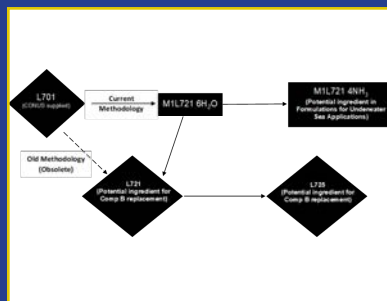 L701
(CONUS supplied)
Current
Methodology
M1L721 6H₂O
M1L721 4NH₃
(Potential ingredient in
Formulations for Underwater
Sea Applications)
Old Methodology
(Obsolete)
L721
(Potential ingredient for
Comp B replacement)
L725
(Potential ingredient for
Comp B replacement)